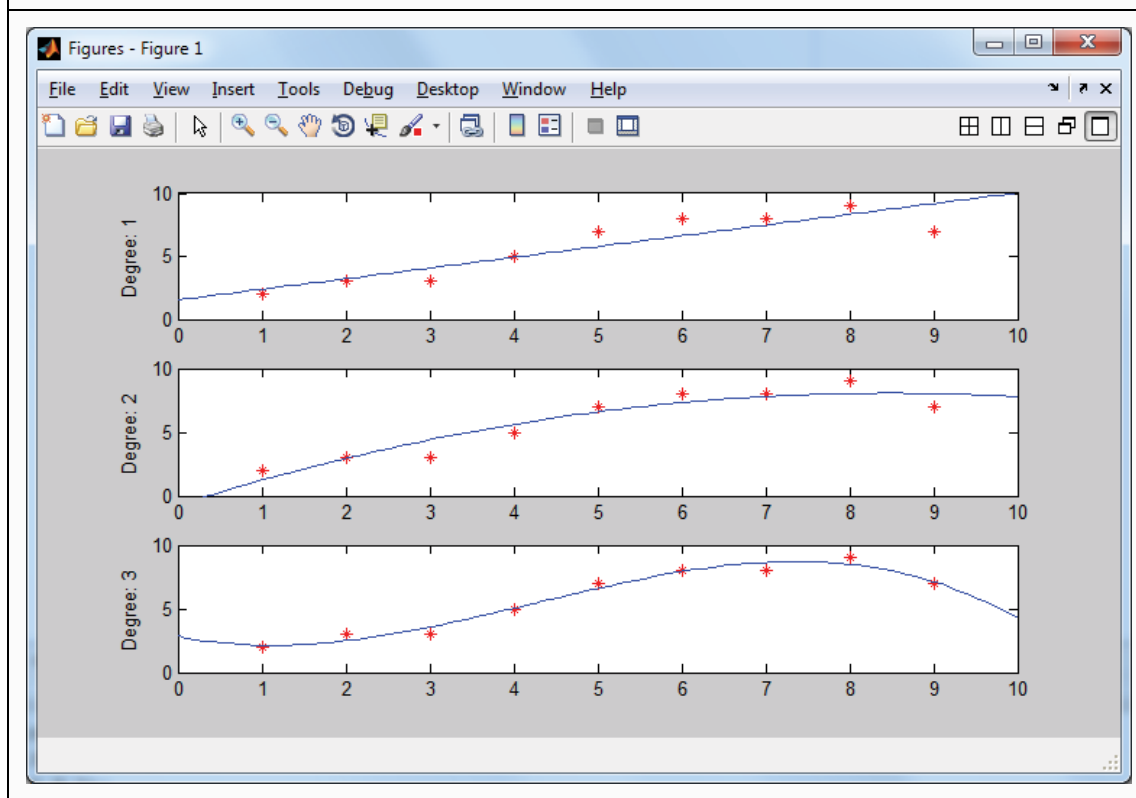 Figures - Figure 1
File Edit View Insert Tools Debug Desktop Window Help
Degree: 1
10
5
0
0 1 2 3 4 5 6 7 8 9 10
Degree: 2
10
5
0
0 1 2 3 4 5 6 7 8 9 10
Degree: 3
10
5
0
0 1 2 3 4 5 6 7 8 9 10